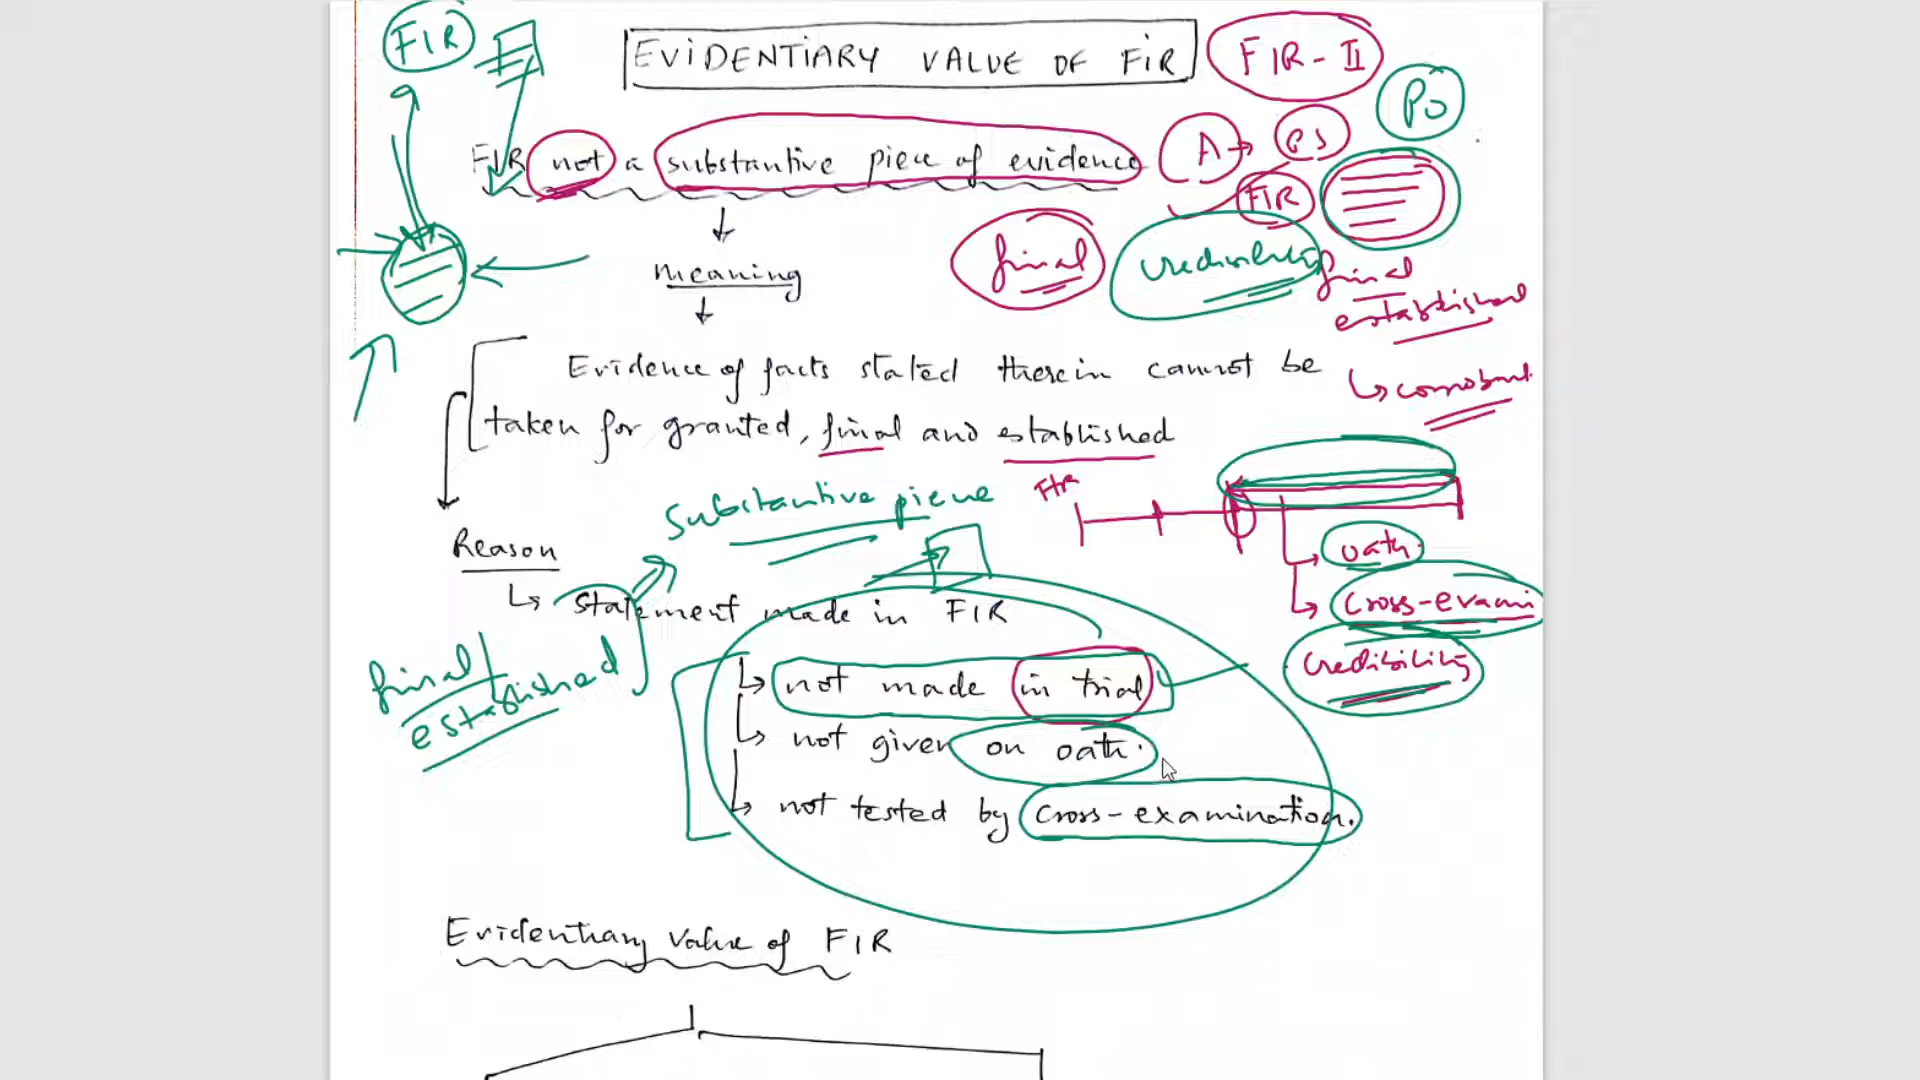 FIR
EVIDENTIARY VALUE OF FIR
FIR - II
PO
FIR not a substantive piece of evidence
A → PS
FIR
final
credibility
final
established
meaning
Evidence of facts stated therein cannot be
taken for granted, final and established
↳ corroborat
Substantive piece
FIR
Reason
↳ Statement made in FIR
oath.
Cross-exami
Credibility
final/
established
↳ not made in trial
↳ not given on oath.
↳ not tested by cross-examination.
Evidentiary Value of FIR